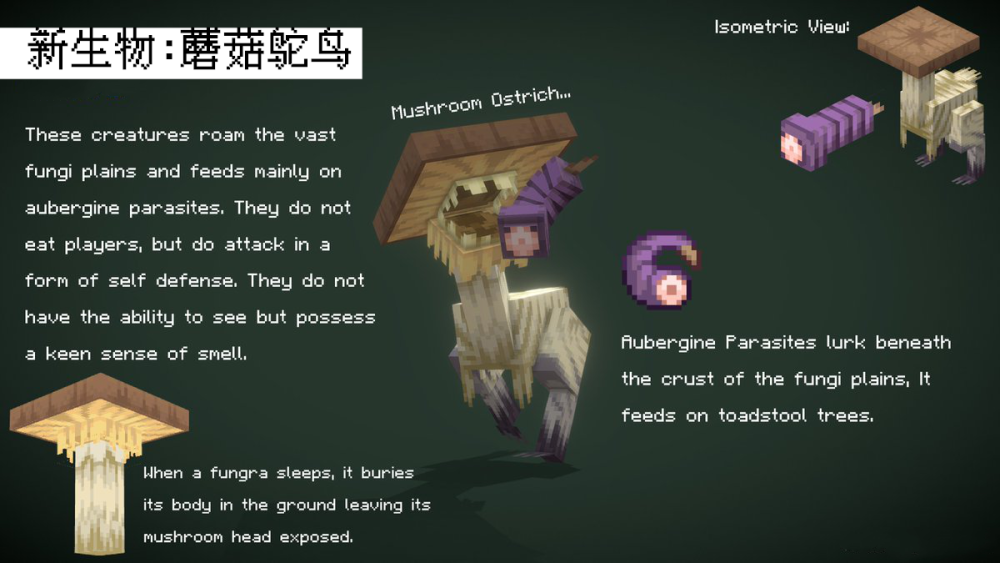 新生物:蘑菇鸵鸟
Isometric View:
Mushroom Ostrich...
These creatures roam the vast
fungi plains and feeds mainly on
aubergine parasites. They do not
eat players, but do attack in a
form of self defense. They do not
have the ability to see but possess
a keen sense of smell.
Aubergine Parasites lurk beneath
the crust of the fungi plains, It
feeds on toadstool trees.
When a fungra sleeps, it buries
its body in the ground leaving its
mushroom head exposed.